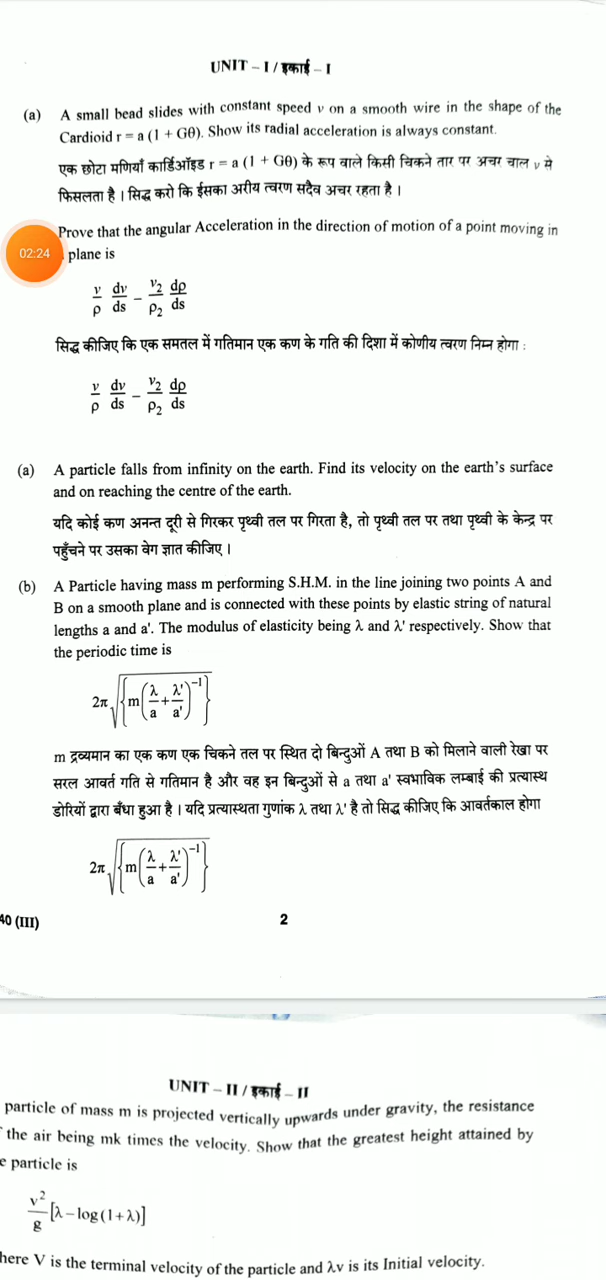 UNIT – I / इकाई – I
(a) A small bead slides with constant speed v on a smooth wire in the shape of the
Cardioid r = a (1 + Gθ). Show its radial acceleration is always constant.
एक छोटा मणियाँ कार्डिऑइड r = a (1 + Gθ) के रूप वाले किसी चिकने तार पर अचर चाल v से
फिसलता है । सिद्ध करो कि ईसका अरीय त्वरण सदैव अचर रहता है ।
Prove that the angular Acceleration in the direction of motion of a point moving in
02:24
plane is
v/ρ dv/ds – v2/ρ2 dρ/ds
सिद्ध कीजिए कि एक समतल में गतिमान एक कण के गति की दिशा में कोणीय त्वरण निम्न होगा :
v/ρ dv/ds – v2/ρ2 dρ/ds
(a) A particle falls from infinity on the earth. Find its velocity on the earth's surface
and on reaching the centre of the earth.
यदि कोई कण अनन्त दूरी से गिरकर पृथ्वी तल पर गिरता है, तो पृथ्वी तल पर तथा पृथ्वी के केन्द्र पर
पहुँचने पर उसका वेग ज्ञात कीजिए ।
(b) A Particle having mass m performing S.H.M. in the line joining two points A and
B on a smooth plane and is connected with these points by elastic string of natural
lengths a and a'. The modulus of elasticity being λ and λ' respectively. Show that
the periodic time is
2π√{m(λ/a+λ'/a')⁻¹}
m द्रव्यमान का एक कण एक चिकने तल पर स्थित दो बिन्दुओं A तथा B को मिलाने वाली रेखा पर
सरल आवर्त गति से गतिमान है और वह इन बिन्दुओं से a तथा a' स्वभाविक लम्बाई की प्रत्यास्थ
डोरियों द्वारा बँधा हुआ है । यदि प्रत्यास्थता गुणांक λ तथा λ' है तो सिद्ध कीजिए कि आवर्तकाल होगा
2π√{m(λ/a+λ'/a')⁻¹}
40 (III) 2
UNIT – II / इकाई – II
particle of mass m is projected vertically upwards under gravity, the resistance
the air being mk times the velocity. Show that the greatest height attained by
e particle is
v²/g [λ – log (1 + λ)]
here V is the terminal velocity of the particle and λv is its Initial velocity.